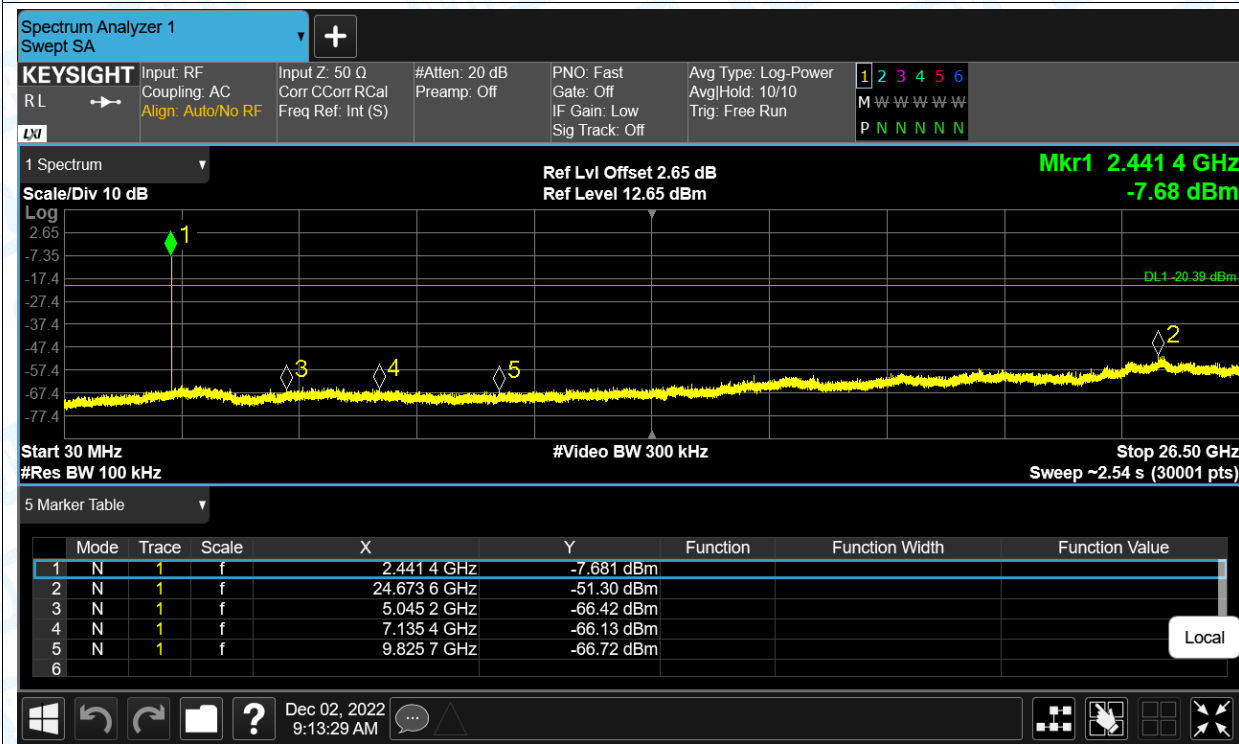 Spectrum Analyzer 1
Swept SA
KEYSIGHT
R L
LXI
Input: RF
Coupling: AC
Align: Auto/No RF
Input Z: 50 Ω
Corr CCorr RCal
Freq Ref: Int (S)
#Atten: 20 dB
Preamp: Off
PNO: Fast
Gate: Off
IF Gain: Low
Sig Track: Off
Avg Type: Log-Power
Avg|Hold: 10/10
Trig: Free Run
1 2 3 4 5 6
M W W W W W
P N N N N N
1 Spectrum
Scale/Div 10 dB
Ref Lvl Offset 2.65 dB
Ref Level 12.65 dBm
Mkr1 2.441 4 GHz
-7.68 dBm
Log
2.65
-7.35
-17.4
-27.4
-37.4
-47.4
-57.4
-67.4
-77.4
1
DL1 -20.39 dBm
2
3
4
5
Start 30 MHz
#Res BW 100 kHz
#Video BW 300 kHz
Stop 26.50 GHz
Sweep ~2.54 s (30001 pts)
5 Marker Table
Mode Trace Scale X Y Function Function Width Function Value
1 N 1 f 2.441 4 GHz -7.681 dBm
2 N 1 f 24.673 6 GHz -51.30 dBm
3 N 1 f 5.045 2 GHz -66.42 dBm
4 N 1 f 7.135 4 GHz -66.13 dBm
5 N 1 f 9.825 7 GHz -66.72 dBm
6
Local
?
Dec 02, 2022
9:13:29 AM